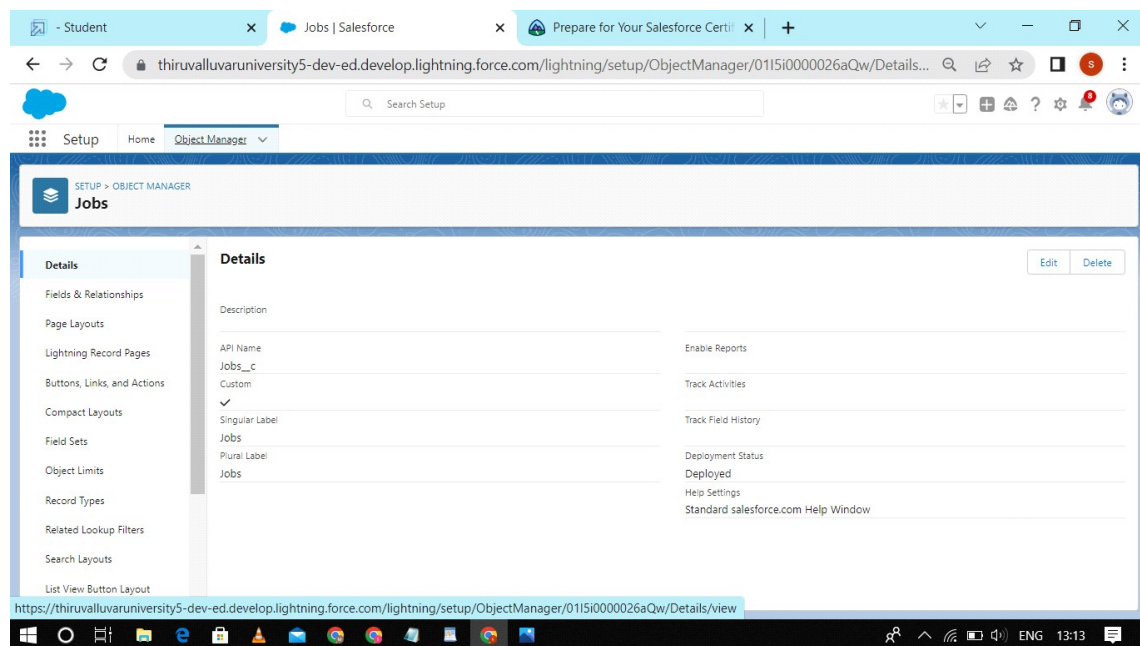 - Student
Jobs | Salesforce
Prepare for Your Salesforce Certif
thiruvalluvaruniversity5-dev-ed.develop.lightning.force.com/lightning/setup/ObjectManager/01I5i0000026aQw/Details...
S
Search Setup
8
Setup
Home
Object Manager
SETUP > OBJECT MANAGER
Jobs
Details
Fields & Relationships
Page Layouts
Lightning Record Pages
Buttons, Links, and Actions
Compact Layouts
Field Sets
Object Limits
Record Types
Related Lookup Filters
Search Layouts
List View Button Layout
Details
Edit
Delete
Description
API Name
Jobs__c
Custom
Singular Label
Jobs
Plural Label
Jobs
Enable Reports
Track Activities
Track Field History
Deployment Status
Deployed
Help Settings
Standard salesforce.com Help Window
https://thiruvalluvaruniversity5-dev-ed.develop.lightning.force.com/lightning/setup/ObjectManager/01I5i0000026aQw/Details/view
ENG 13:13